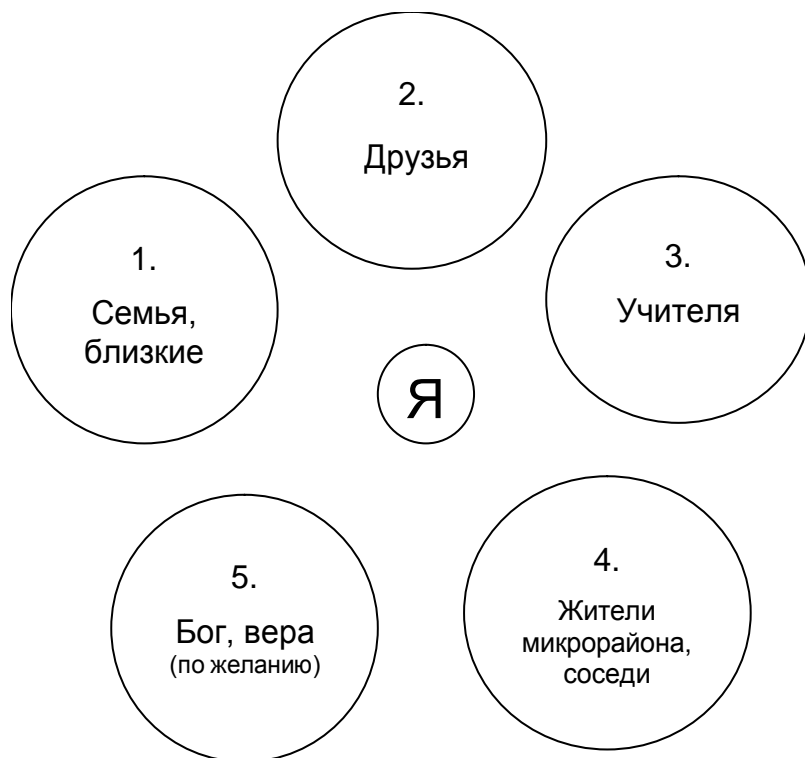 1.
Семья,
близкие
2.
Друзья
3.
Учителя
Я
4.
Жители
микрорайона,
соседи
5.
Бог, вера
(по желанию)